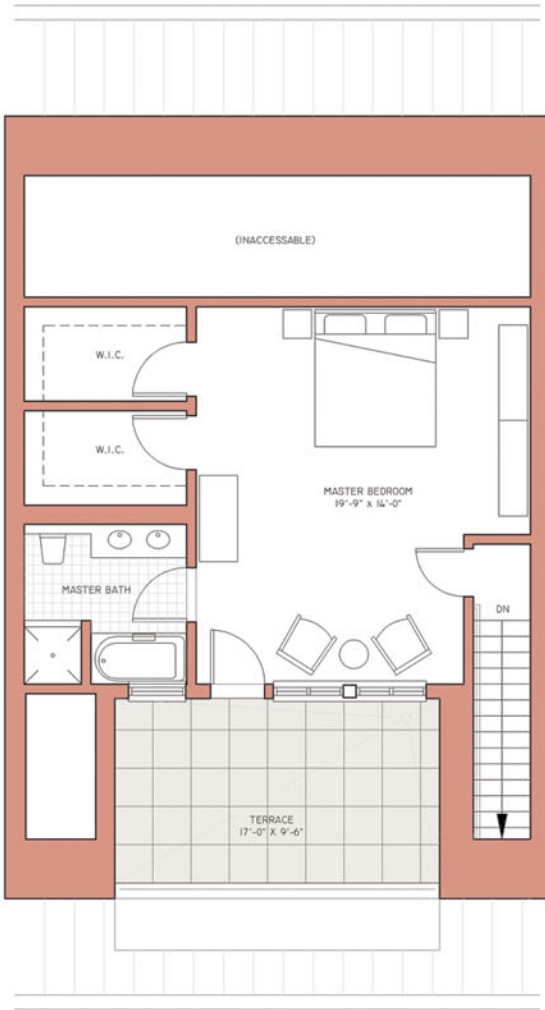 (INACCESSABLE)
W.I.C.
W.I.C.
MASTER BEDROOM
19'-9" X 14'-0"
MASTER BATH
DN
TERRACE
17'-0" X 9'-6"